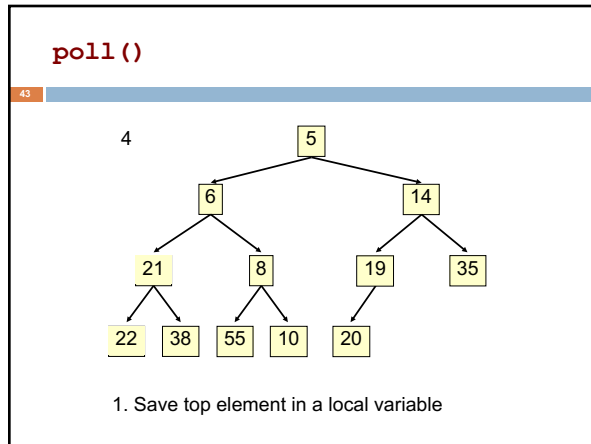 poll()
43
4 5
6 14
21 8 19 35
22 38 55 10 20
1. Save top element in a local variable